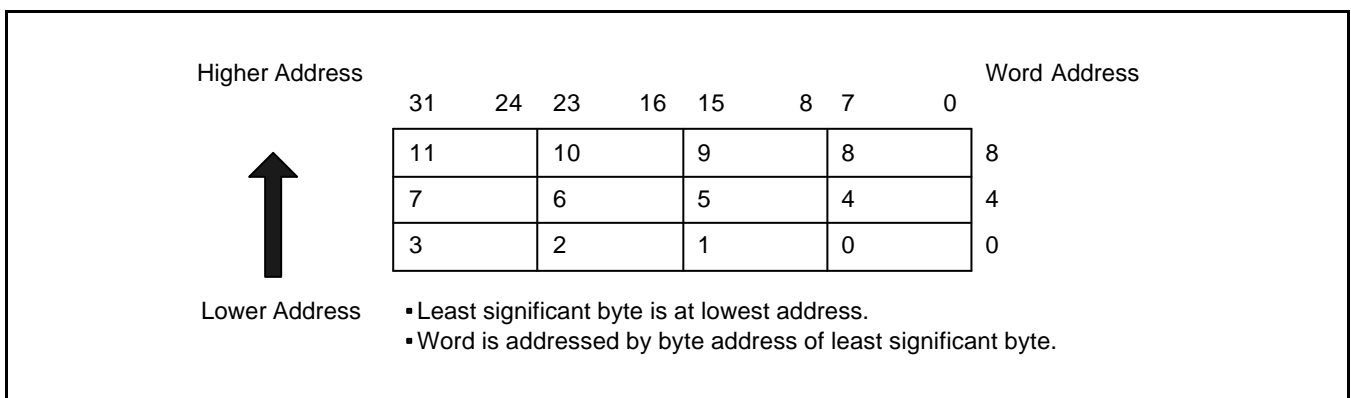 Higher Address Word Address
31 24 23 16 15 8 7 0
11 10 9 8 8
7 6 5 4 4
3 2 1 0 0
Lower Address ▪ Least significant byte is at lowest address.
▪ Word is addressed by byte address of least significant byte.